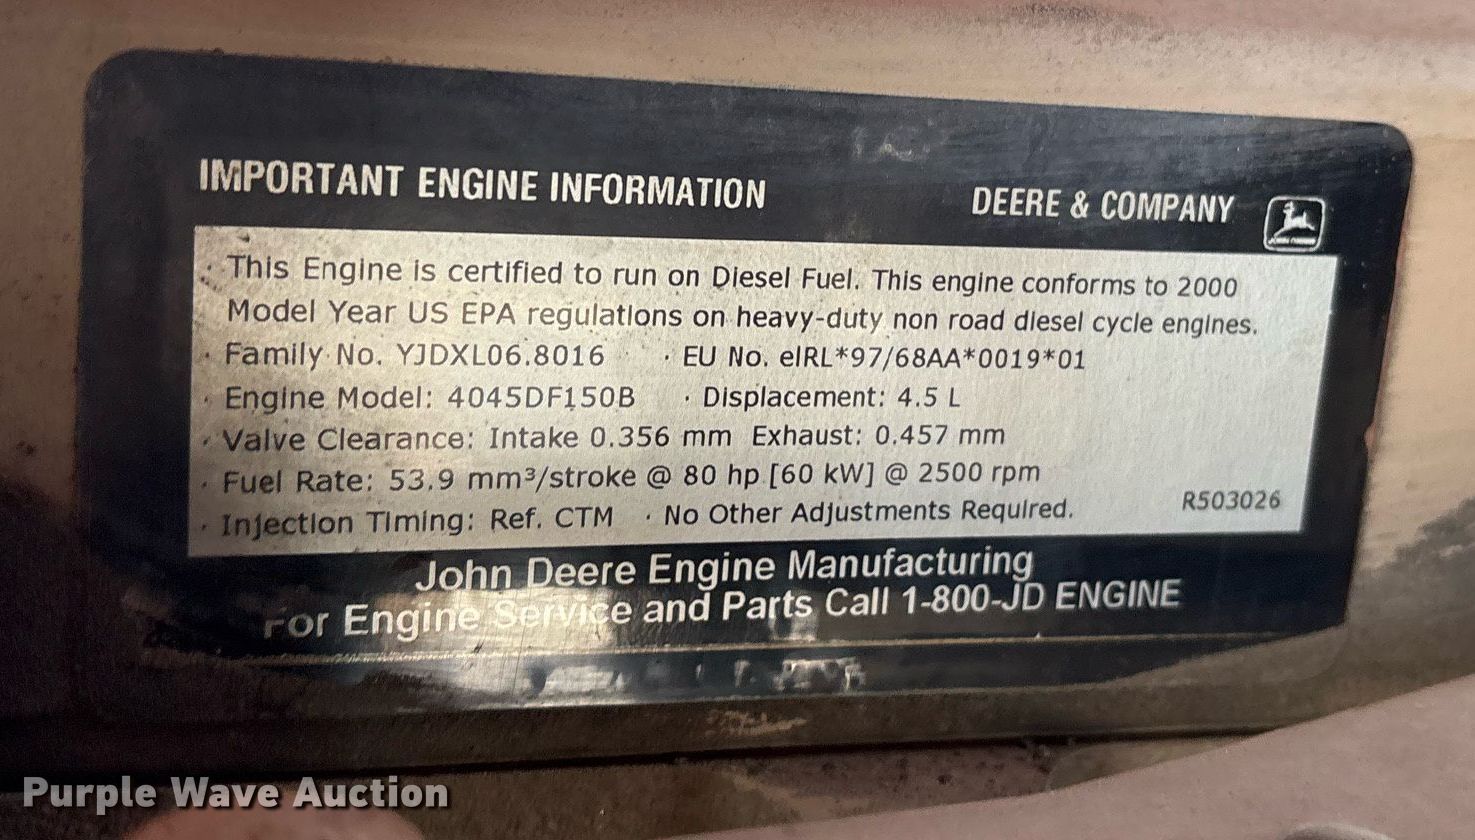 IMPORTANT ENGINE INFORMATION DEERE & COMPANY
· This Engine is certified to run on Diesel Fuel. This engine conforms to 2000
Model Year US EPA regulations on heavy-duty non road diesel cycle engines.
· Family No. YJDXL06.8016 · EU No. eIRL*97/68AA*0019*01
· Engine Model: 4045DF150B · Displacement: 4.5 L
· Valve Clearance: Intake 0.356 mm Exhaust: 0.457 mm
· Fuel Rate: 53.9 mm³/stroke @ 80 hp [60 kW] @ 2500 rpm
· Injection Timing: Ref. CTM · No Other Adjustments Required.
R503026
John Deere Engine Manufacturing
For Engine Service and Parts Call 1-800-JD ENGINE
Purple Wave Auction